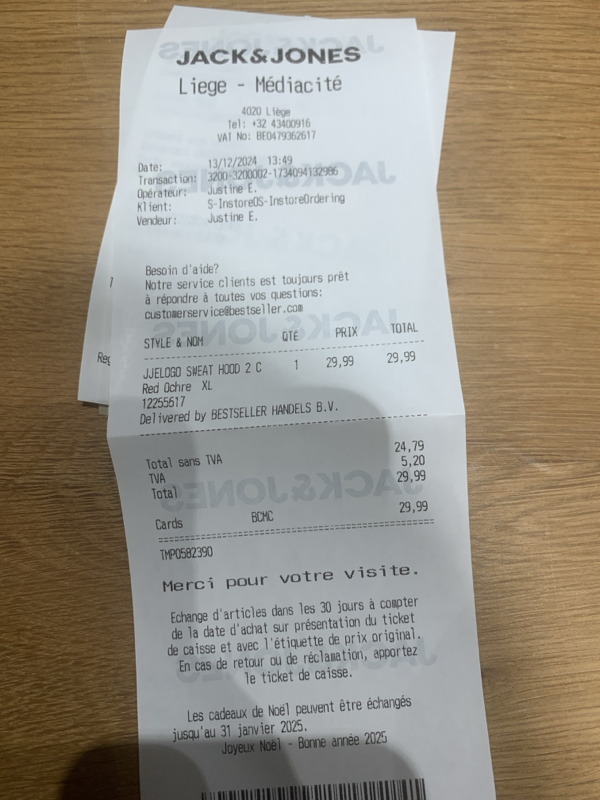 JACK&JONES
Liege - Médiacité
4020 Liège
Tel: +32 43400916
VAT No: BE0479362617
Date: 13/12/2024 13:49
Transaction: 3200-3200002-1734094132986
Opérateur: Justine E.
Klient: S-InstoreOS-InstoreOrdering
Vendeur: Justine E.
Besoin d'aide?
Notre service clients est toujours prêt
à répondre à toutes vos questions:
customerservice@bestseller.com
STYLE & NOM QTÉ PRIX TOTAL
JJELOGO SWEAT HOOD 2 C 1 29,99 29,99
Red Ochre XL
12255617
Delivered by BESTSELLER HANDELS B.V.
Total sans TVA 24,79
TVA 5,20
Total 29,99
Cards BCMC 29,99
TMP0582390
Merci pour votre visite.
Echange d'articles dans les 30 jours à compter
de la date d'achat sur présentation du ticket
de caisse et avec l'étiquette de prix original.
En cas de retour ou de réclamation, apportez
le ticket de caisse.
Les cadeaux de Noël peuvent être échangés
jusqu'au 31 janvier 2025.
Joyeux Noël - Bonne année 2025